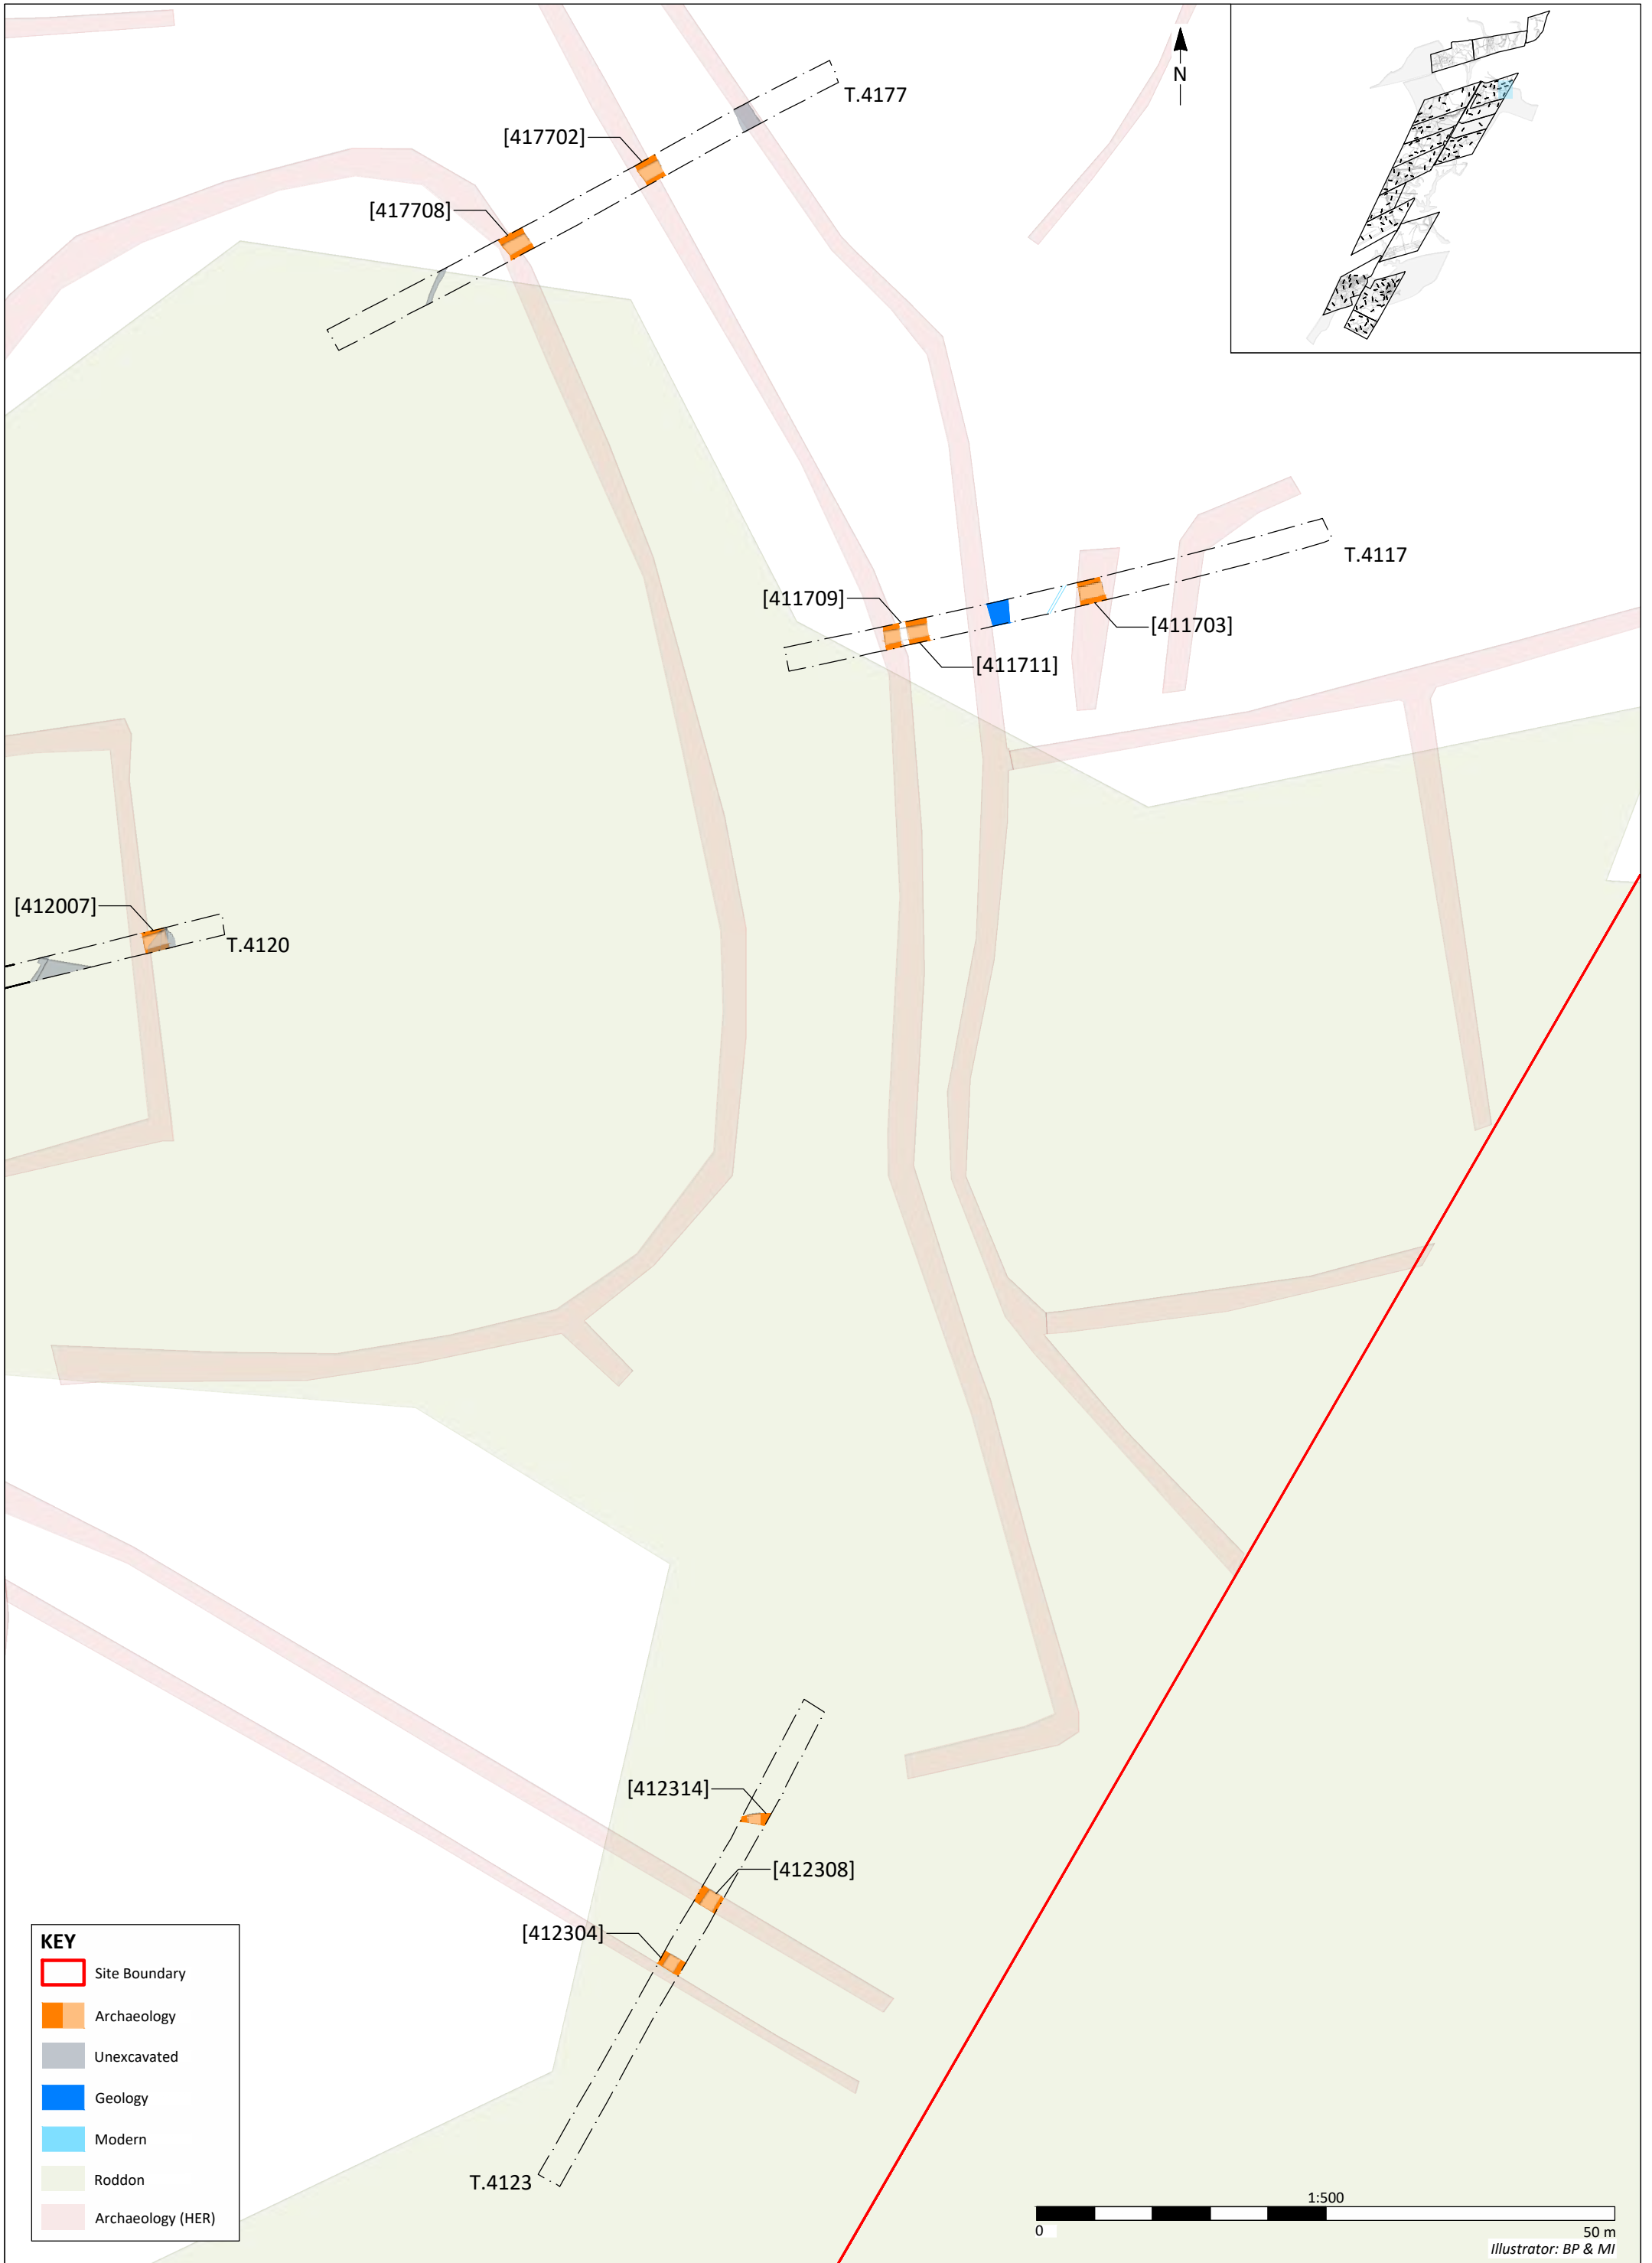 N
T.4177
[417702]
[417708]
T.4117
[411709]
[411703]
[411711]
[412007]
T.4120
[412314]
[412308]
[412304]
T.4123
KEY
Site Boundary
Archaeology
Unexcavated
Geology
Modern
Roddon
Archaeology (HER)
1:500
0 50 m
Illustrator: BP & MI